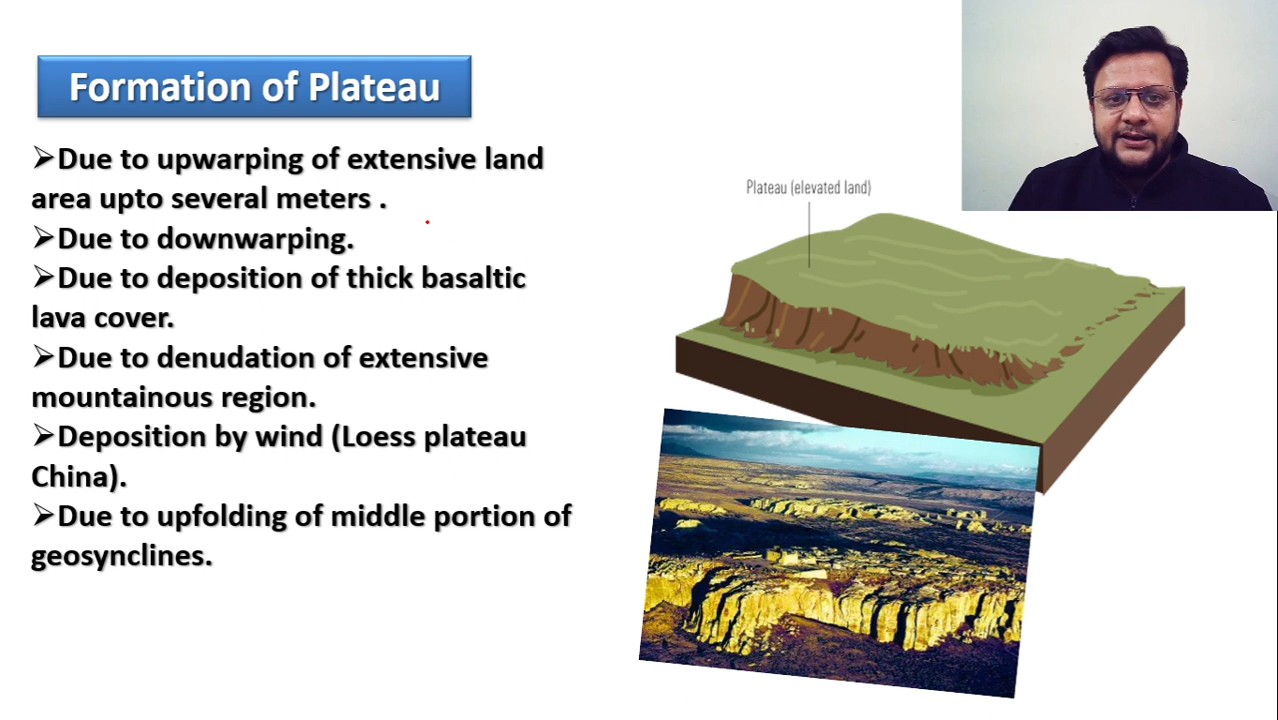 Formation of Plateau
➢Due to upwarping of extensive land
area upto several meters .
➢Due to downwarping.
➢Due to deposition of thick basaltic
lava cover.
➢Due to denudation of extensive
mountainous region.
➢Deposition by wind (Loess plateau
China).
➢Due to upfolding of middle portion of
geosynclines.
Plateau (elevated land)